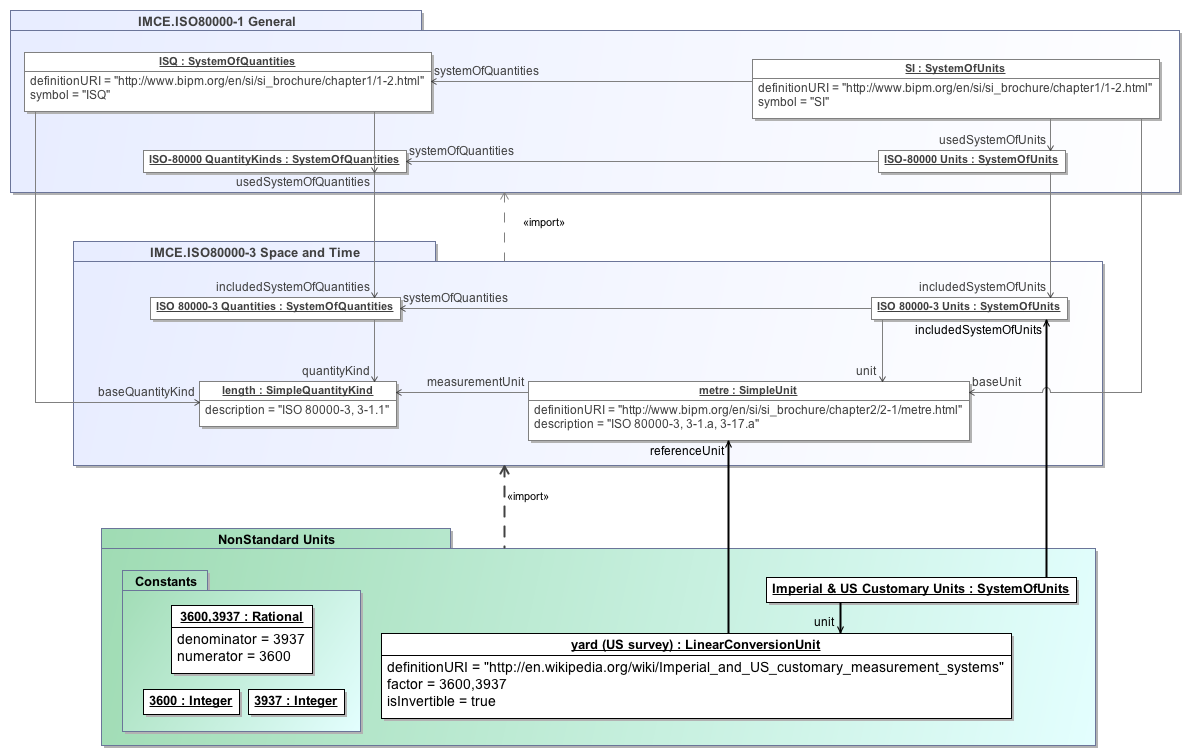 IMCE.ISO80000-1 General
ISQ : SystemOfQuantities
definitionURI = "http://www.bipm.org/en/si/si_brochure/chapter1/1-2.html"
symbol = "ISQ"
systemOfQuantities
SI : SystemOfUnits
definitionURI = "http://www.bipm.org/en/si/si_brochure/chapter1/1-2.html"
symbol = "SI"
usedSystemOfUnits
ISO-80000 QuantityKinds : SystemOfQuantities
systemOfQuantities
ISO-80000 Units : SystemOfUnits
usedSystemOfQuantities
«import»
IMCE.ISO80000-3 Space and Time
includedSystemOfQuantities
includedSystemOfUnits
ISO 80000-3 Quantities : SystemOfQuantities
systemOfQuantities
ISO 80000-3 Units : SystemOfUnits
includedSystemOfUnits
quantityKind
unit
baseQuantityKind
length : SimpleQuantityKind
description = "ISO 80000-3, 3-1.1"
measurementUnit
metre : SimpleUnit
definitionURI = "http://www.bipm.org/en/si/si_brochure/chapter2/2-1/metre.html"
description = "ISO 80000-3, 3-1.a, 3-17.a"
baseUnit
referenceUnit
«import»
NonStandard Units
Constants
3600,3937 : Rational
denominator = 3937
numerator = 3600
3600 : Integer
3937 : Integer
Imperial & US Customary Units : SystemOfUnits
unit
yard (US survey) : LinearConversionUnit
definitionURI = "http://en.wikipedia.org/wiki/Imperial_and_US_customary_measurement_systems"
factor = 3600,3937
isInvertible = true